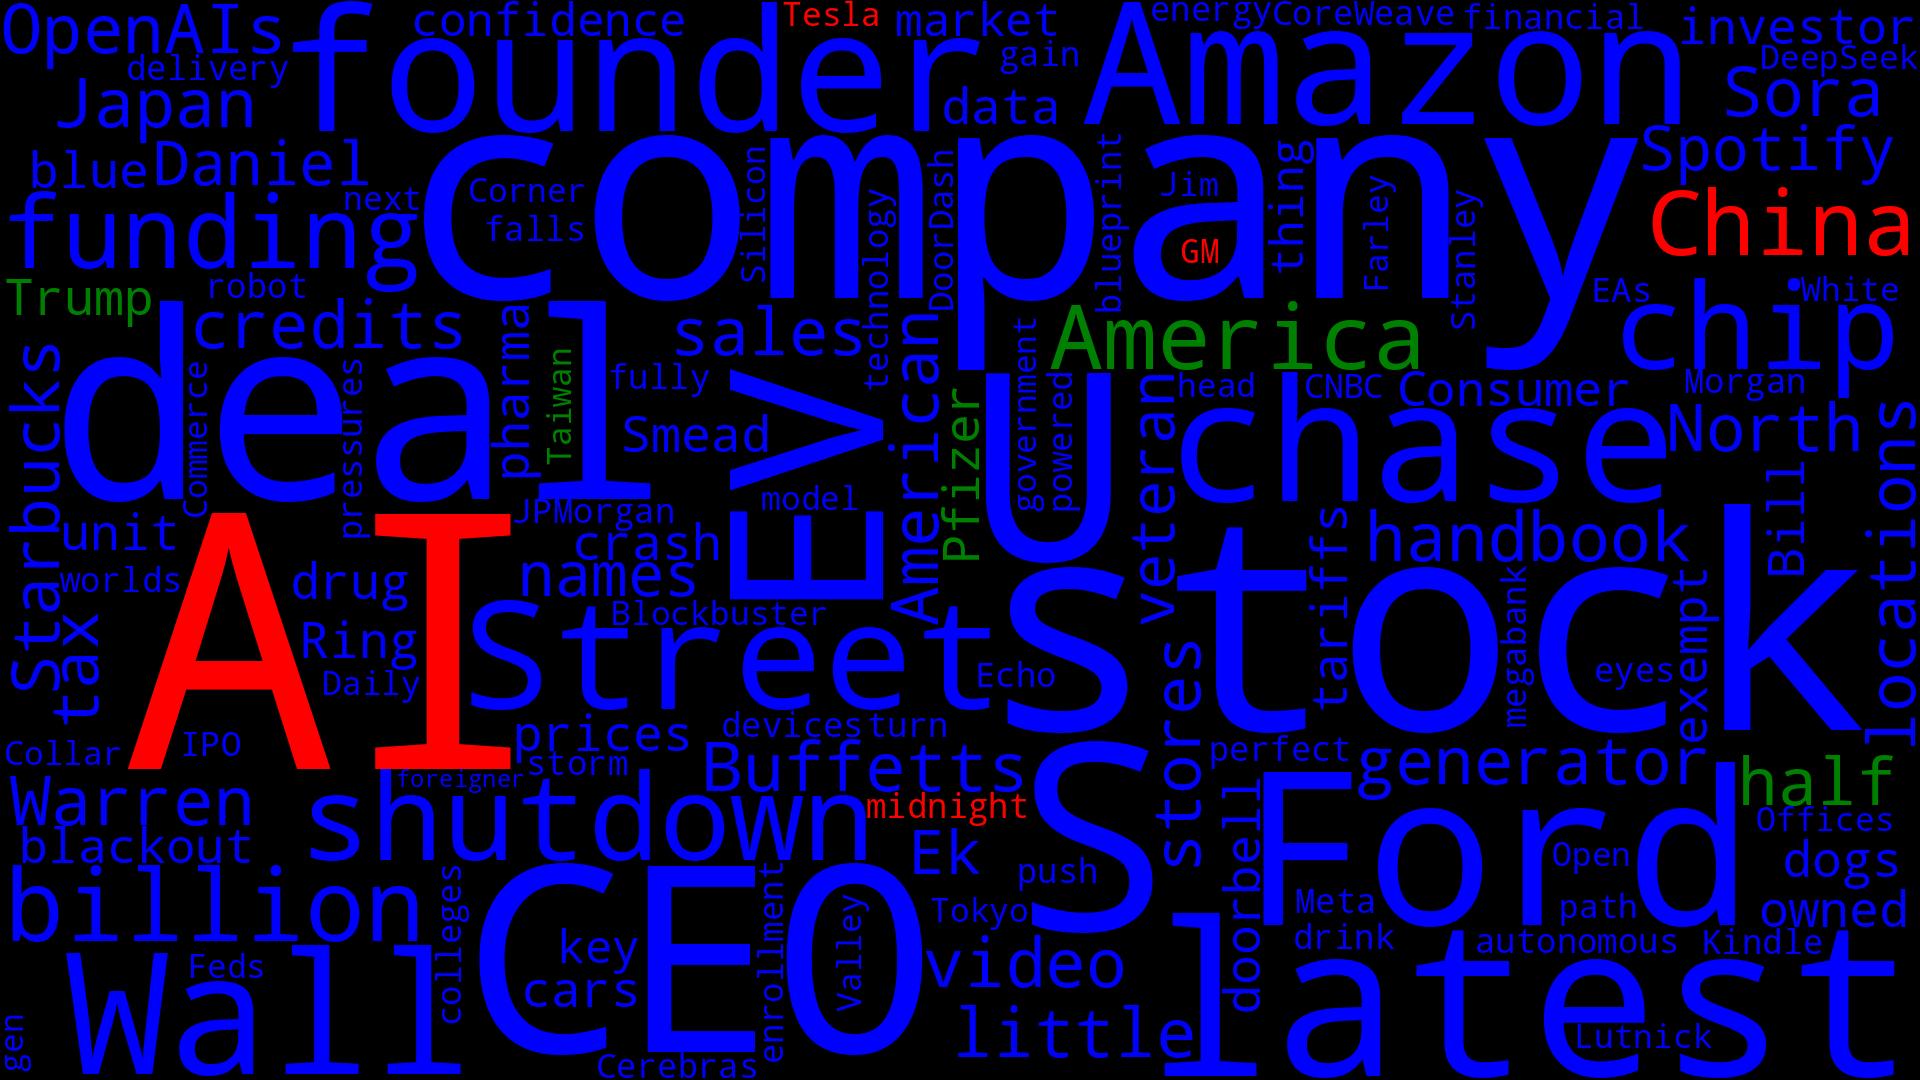 OpenAIs
confidence
Tesla
market
energy
CoreWeave
financial
investor
founder
Amazon
delivery
gain
DeepSeek
Japan
data
Sora
company
blue
Daniel
Silicon
DoorDash
blueprint
thing
Spotify
next
Corner
technology
Jim
Farley
Stanley
China
funding
falls
GM
Trump
robot
EAs
White
deal
credits
pharma
sales
American
America
chip
Starbucks
Commerce
pressures
Taiwan
fully
EV
Pfizer
government
powered
U
veteran
head
CNBC
Consumer
Morgan
chase
North
locations
Smead
model
unit
AI
JPMorgan
crash
stock
tariffs
handbook
Bill
worlds
drug
names
megabank
exempt
tax
Ring
Blockbuster
Street
Daily
Echo
eyes
stores
Collar
IPO
prices
devices
turn
perfect
generator
half
foreigner
storm
Buffetts
S
Warren
shutdown
midnight
doorbell
Ford
Offices
blackout
Ek
push
Open
dogs
billion
colleges
CEO
enrollment
Valley
Tokyo
Meta
path
owned
Wall
Feds
key
cars
video
drink
autonomous
Kindle
latest
gen
little
Lutnick
Cerebras